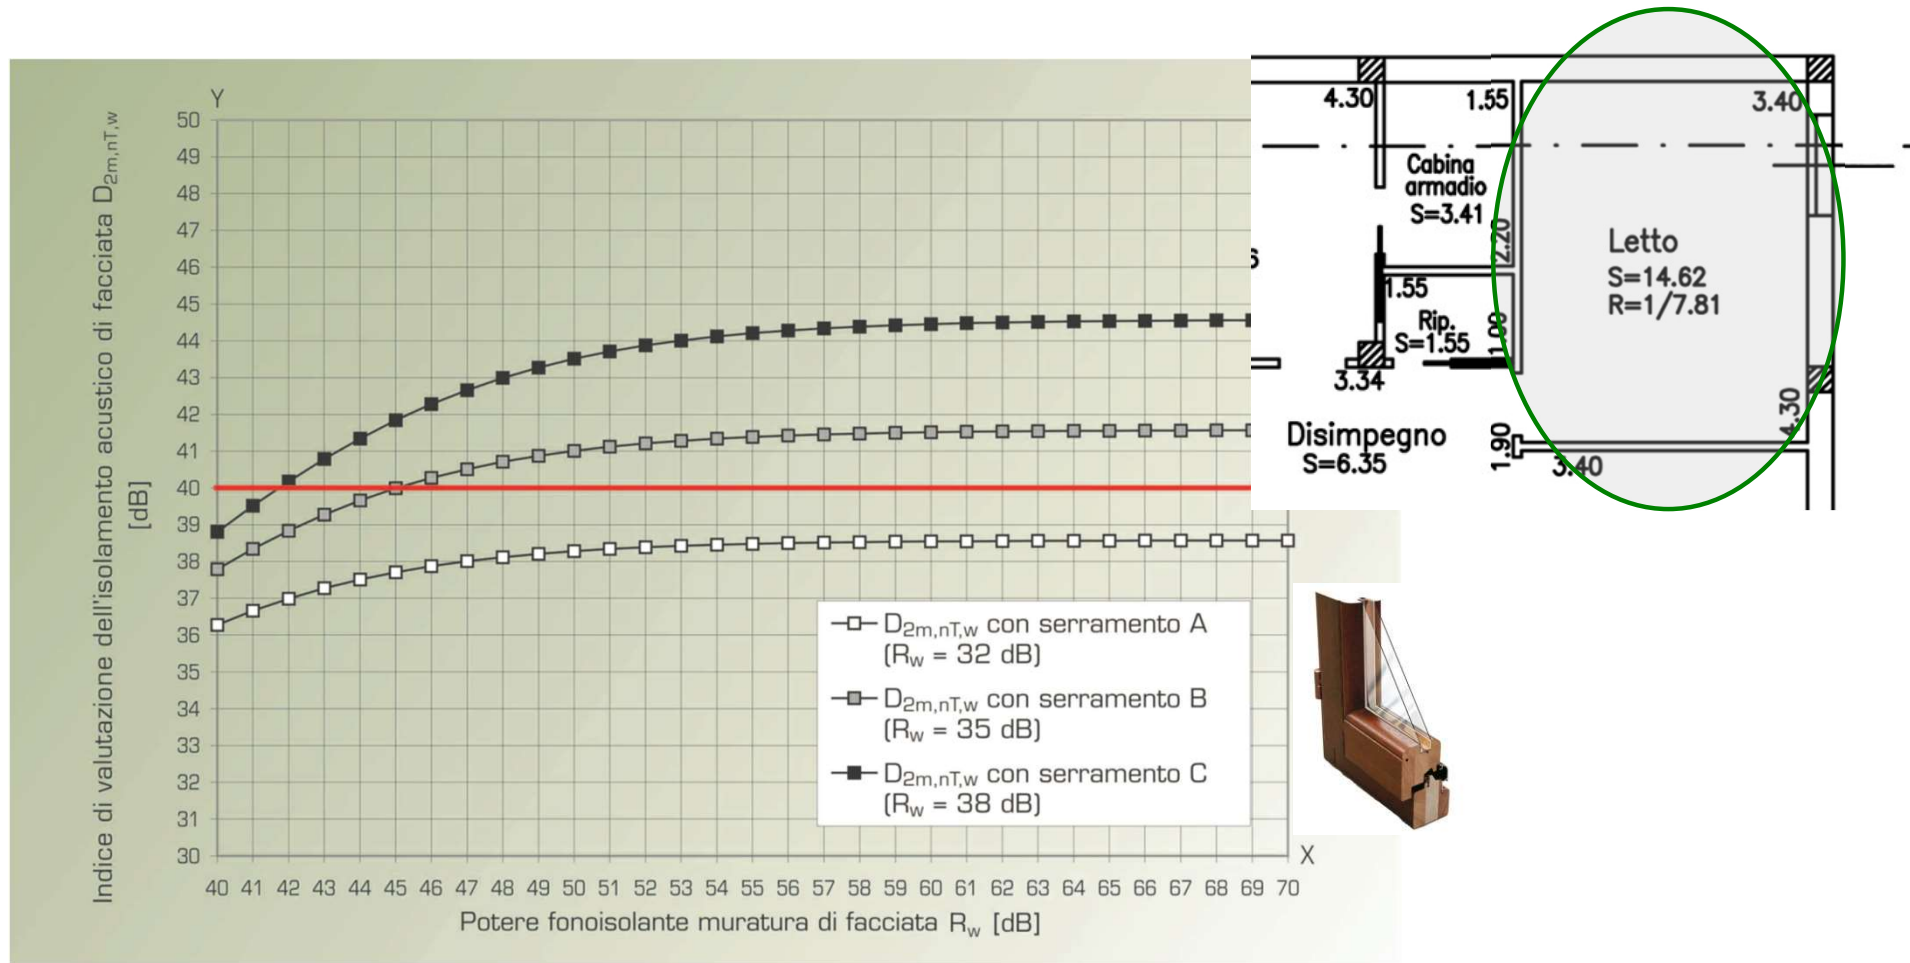 Y
50
49
48
47
46
45
44
43
42
41
40
39
38
37
36
35
34
33
32
31
30
Indice di valutazione dell'isolamento acustico di facciata D2m,nT,w
[dB]
40 41 42 43 44 45 46 47 48 49 50 51 52 53 54 55 56 57 58 59 60 61 62 63 64 65 66 67 68 69 70
X
Potere fonoisolante muratura di facciata Rw [dB]
D2m,nT,w con serramento A
(Rw = 32 dB)
D2m,nT,w con serramento B
(Rw = 35 dB)
D2m,nT,w con serramento C
(Rw = 38 dB)
4.30
1.55
3.40
Cabina
armadio
S=3.41
2.20
Letto
S=14.62
R=1/7.81
1.55
Rip.
S=1.55
1.00
3.34
4.30
Disimpegno
S=6.35
1.90
3.40